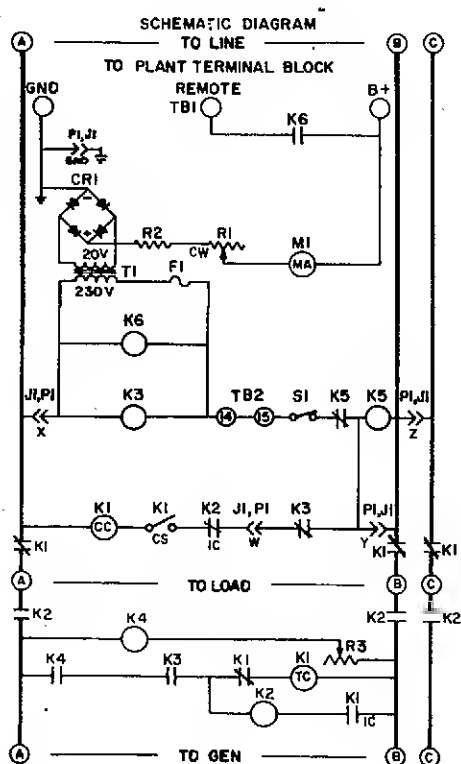 SCHEMATIC DIAGRAM
A TO LINE B C
TO PLANT TERMINAL BLOCK
GND REMOTE B+
TB1
K6
P1,J1
GND
CR1
- +
R2 R1
CW
M1
MA
20V
T1
230V
F1
K6
J1,P1
X
K3
14 TB2 15
S1
K5
K5
P1,J1
Z
K1
CC
K1
CS
K2
IC
J1,P1
W
K3
P1,J1
Y
K1 K1 K1
A TO LOAD B C
K2 K2 K2
K4
R3
K4 K3 K1 K1
TC
K2
K1
IC
A TO GEN B C